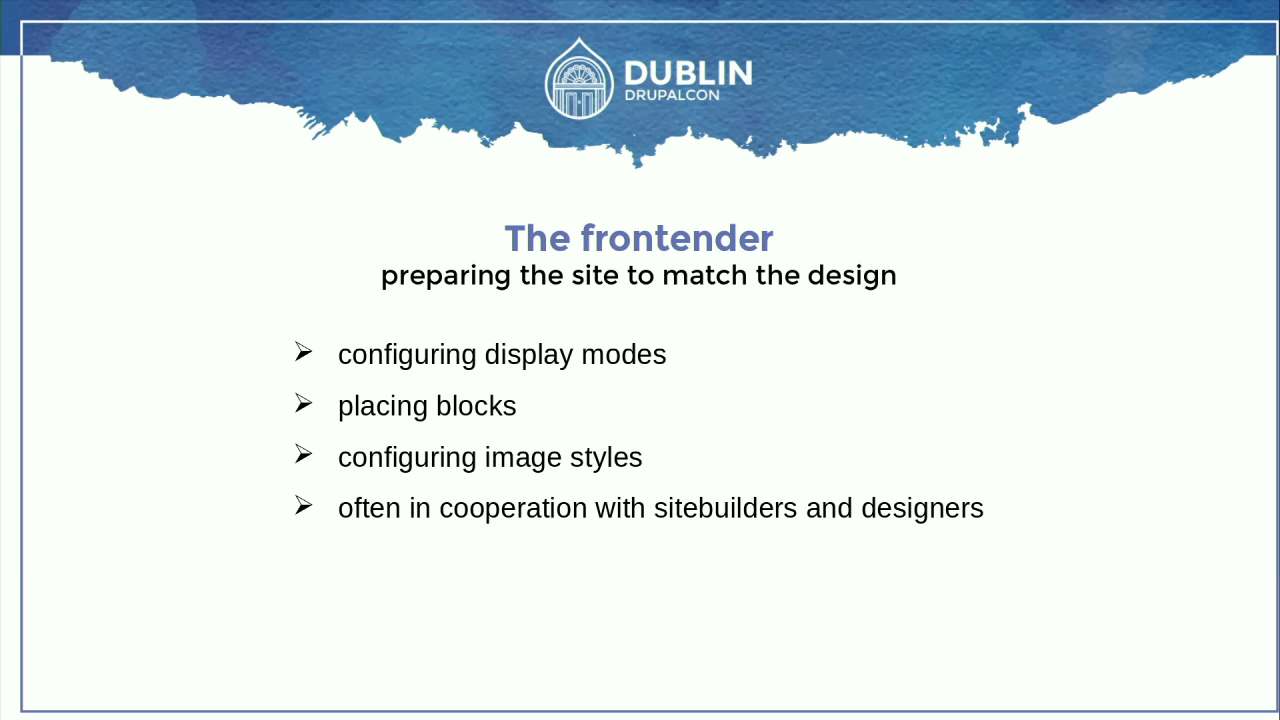 DUBLIN
DRUPALCON
The frontender
preparing the site to match the design
configuring display modes
placing blocks
configuring image styles
often in cooperation with sitebuilders and designers